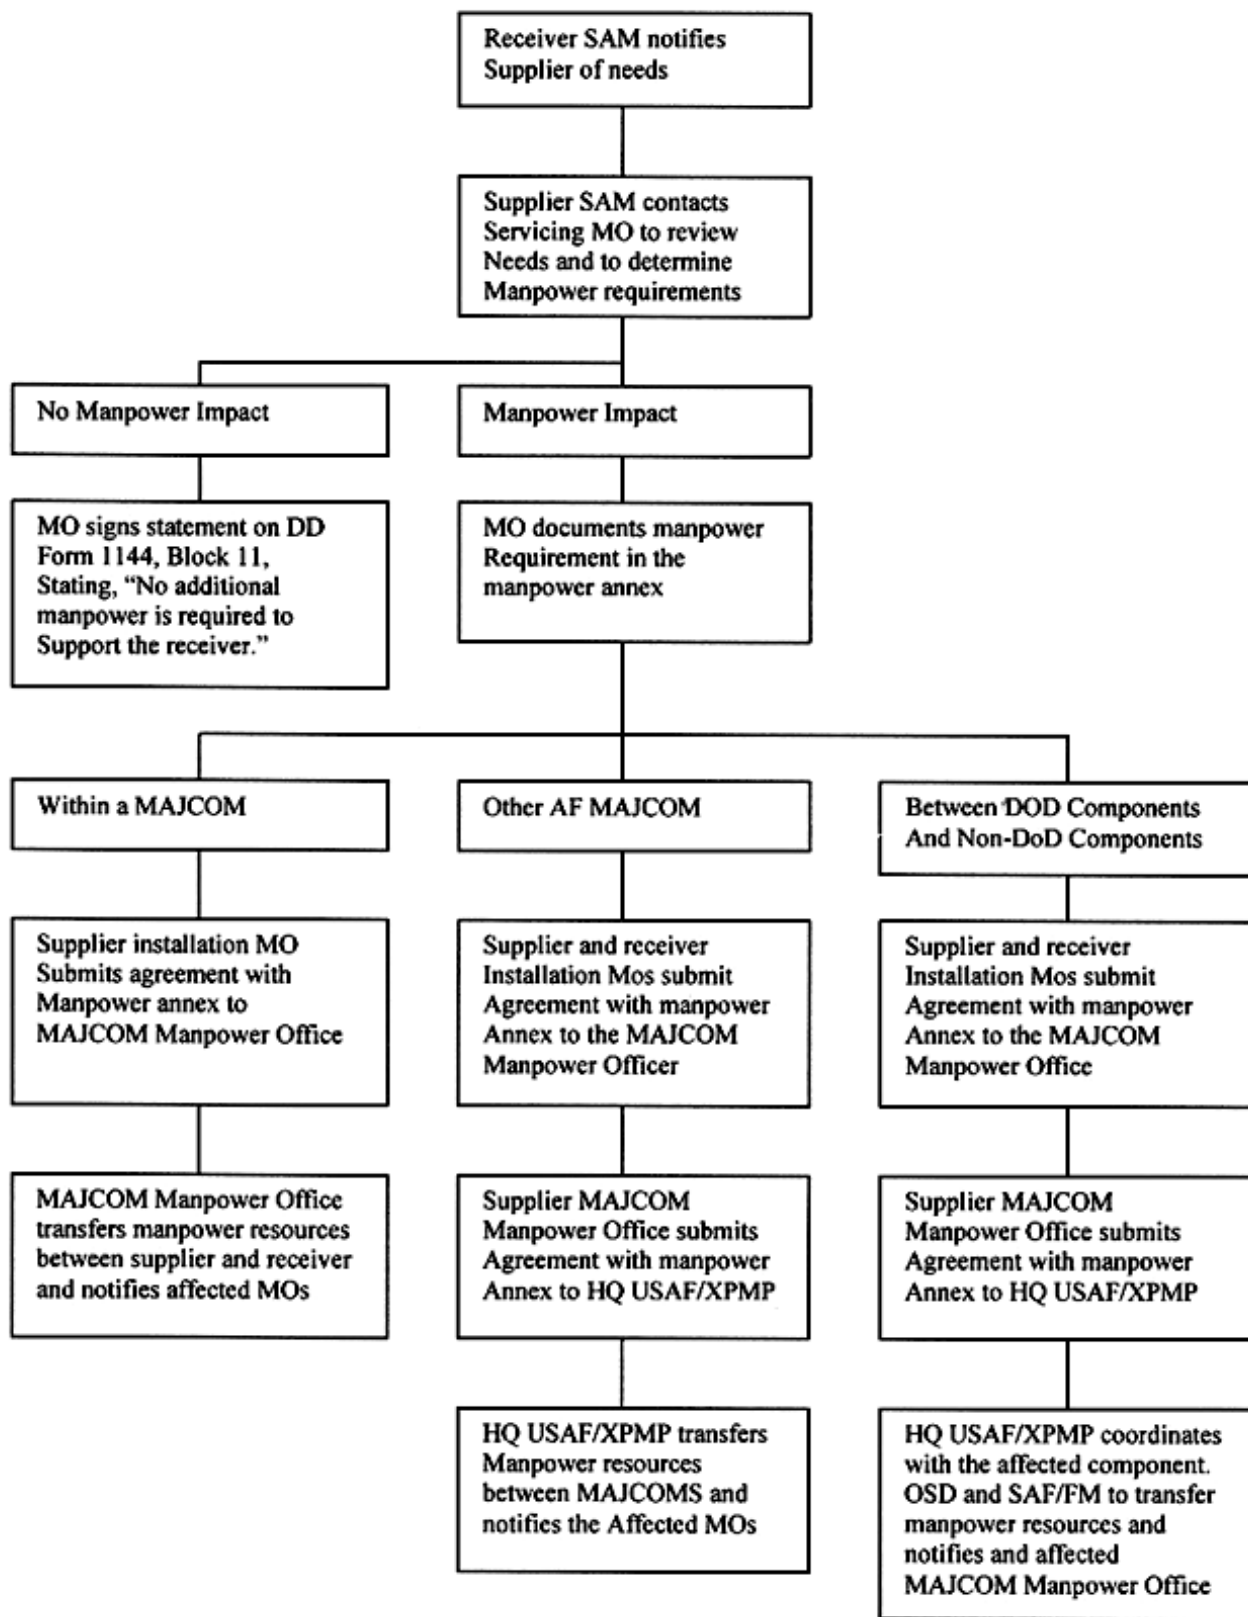 Receiver SAM notifies
Supplier of needs
Supplier SAM contacts
Servicing MO to review
Needs and to determine
Manpower requirements
No Manpower Impact
Manpower Impact
MO signs statement on DD
Form 1144, Block 11,
Stating, “No additional
manpower is required to
Support the receiver.”
MO documents manpower
Requirement in the
manpower annex
Within a MAJCOM
Other AF MAJCOM
Between DOD Components
And Non-DoD Components
Supplier installation MO
Submits agreement with
Manpower annex to
MAJCOM Manpower Office
Supplier and receiver
Installation Mos submit
Agreement with manpower
Annex to the MAJCOM
Manpower Officer
Supplier and receiver
Installation Mos submit
Agreement with manpower
Annex to the MAJCOM
Manpower Office
MAJCOM Manpower Office
transfers manpower resources
between supplier and receiver
and notifies affected MOs
Supplier MAJCOM
Manpower Office submits
Agreement with manpower
Annex to HQ USAF/XPMP
Supplier MAJCOM
Manpower Office submits
Agreement with manpower
Annex to HQ USAF/XPMP
HQ USAF/XPMP transfers
Manpower resources
between MAJCOMS and
notifies the Affected MOs
HQ USAF/XPMP coordinates
with the affected component.
OSD and SAF/FM to transfer
manpower resources and
notifies and affected
MAJCOM Manpower Office